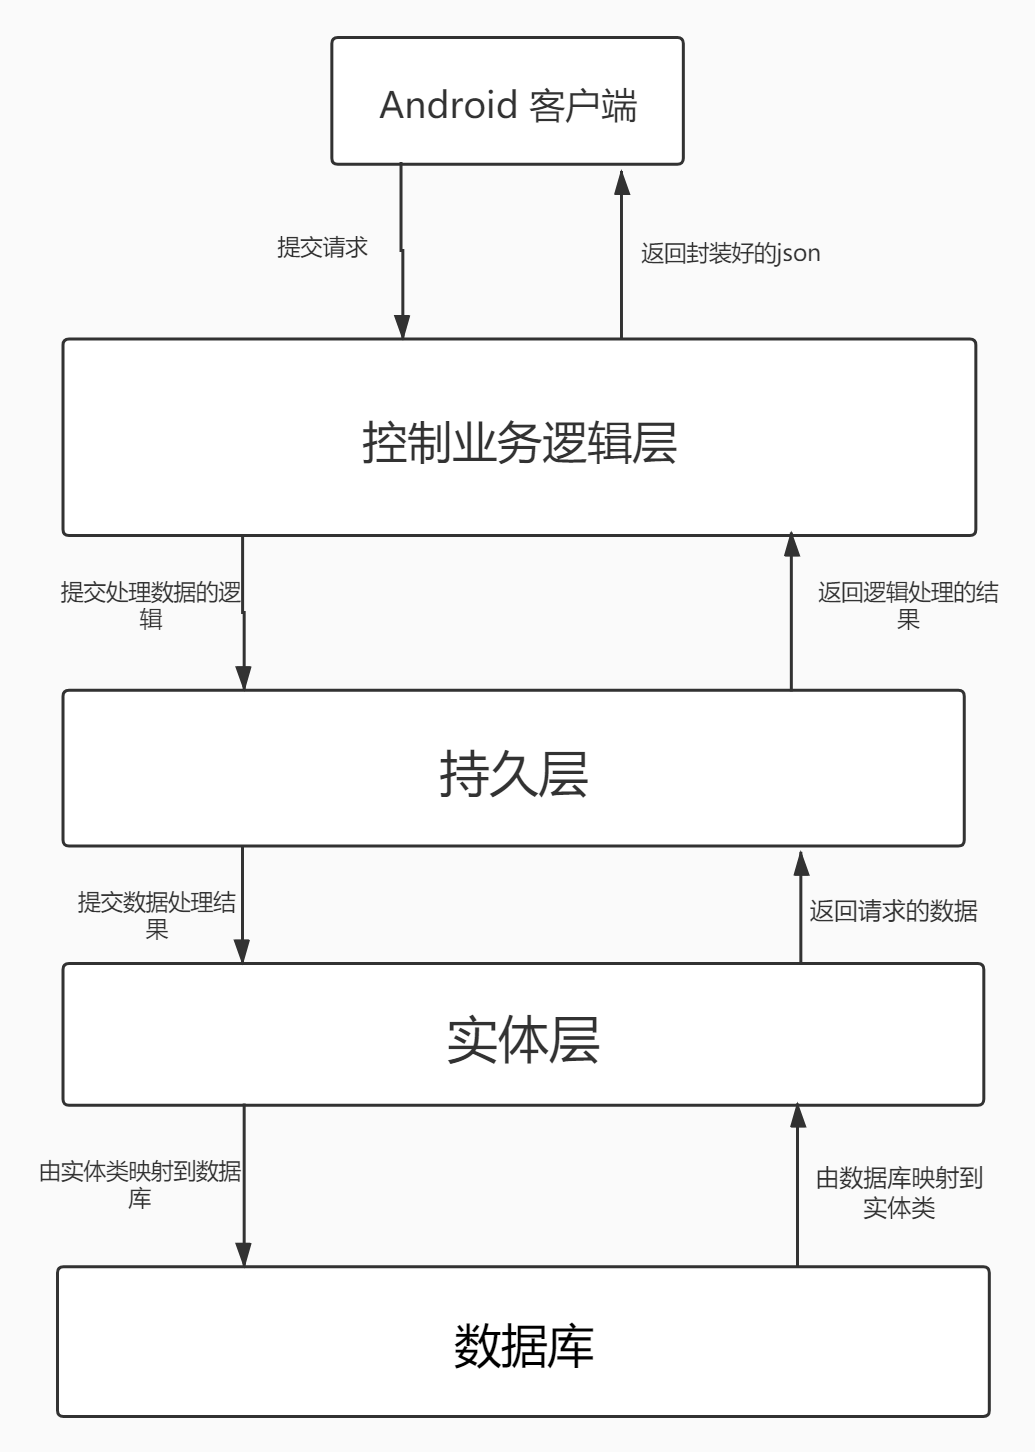 Android 客户端
提交请求
返回封装好的json
控制业务逻辑层
提交处理数据的逻
辑
返回逻辑处理的结
果
持久层
提交数据处理结
果
返回请求的数据
实体层
由实体类映射到数据
库
由数据库映射到
实体类
数据库